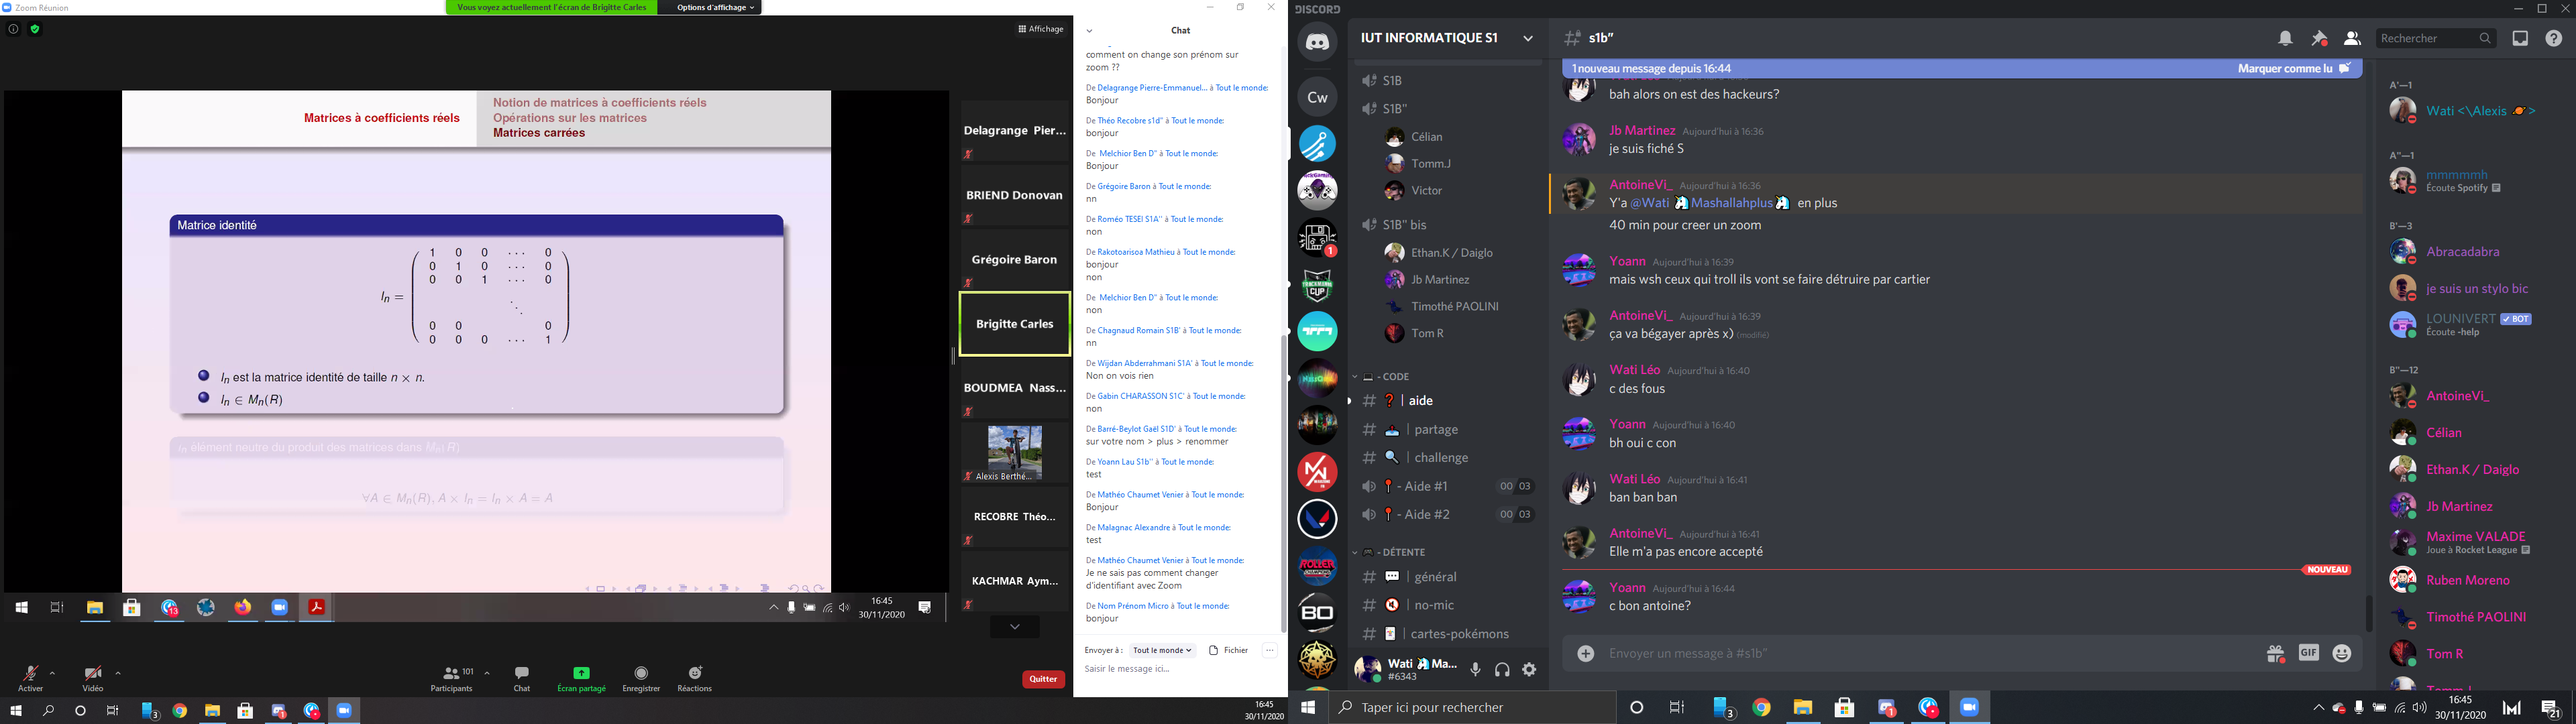 Zoom Réunion
Vous voyez actuellement l'écran de Brigitte Carles
Options d'affichage
Affichage
Matrices à coefficients réels
Notion de matrices à coefficients réels
Opérations sur les matrices
Matrices carrées
Matrice identité
1 0 0 ··· 0
0 1 0 ··· 0
0 0 1 ··· 0
Iₙ =
⋱
0 0 0
0 0 0 ··· 1
Iₙ est la matrice identité de taille n × n.
Iₙ ∈ Mₙ(R)
Iₙ élément neutre du produit des matrices dans Mₙ(R)
∀A ∈ Mₙ(R), A × Iₙ = Iₙ × A = A
13
16:45
30/11/2020
Delagrange Pier...
BRIEND Donovan
Grégoire Baron
Brigitte Carles
BOUDMEA Nass...
Alexis Berthé...
RECOBRE Théo...
KACHMAR Aym...
Activer
Vidéo
101
Participants
Chat
Écran partagé
Enregistrer
Réactions
Quitter
Chat
comment on change son prénom sur
zoom ??
De Delagrange Pierre-Emmanuel... à Tout le monde:
Bonjour
De Théo Recobre s1d" à Tout le monde:
bonjour
De Melchior Ben D" à Tout le monde:
Bonjour
De Grégoire Baron à Tout le monde:
nn
De Roméo TESEI S1A" à Tout le monde:
non
De Rakotoarisoa Mathieu à Tout le monde:
bonjour
non
De Melchior Ben D" à Tout le monde:
non
De Chagnaud Romain S1B' à Tout le monde:
nn
De Wijdan Abderrahmani S1A' à Tout le monde:
Non on vois rien
De Gabin CHARASSON S1C' à Tout le monde:
non
De Barré-Beylot Gaël S1D' à Tout le monde:
sur votre nom > plus > renommer
De Yoann Lau S1b" à Tout le monde:
test
De Mathéo Chaumet Venier à Tout le monde:
Bonjour
De Malagnac Alexandre à Tout le monde:
test
De Mathéo Chaumet Venier à Tout le monde:
Je ne sais pas comment changer
d'identifiant avec Zoom
De Nom Prénom Micro à Tout le monde:
bonjour
Envoyer à : Tout le monde
Fichier
Saisir le message ici...
3
1
16:45
30/11/2020
DISCORD
Cw
1
BO
IUT INFORMATIQUE S1
S1B
S1B"
Célian
Tomm.J
Victor
S1B" bis
Ethan.K / Daiglo
Jb Martinez
Timothé PAOLINI
Tom R
- CODE
# ❓ | aide
# | partage
# | challenge
- Aide #1 00 03
- Aide #2 00 03
- DÉTENTE
# | général
# | no-mic
# | cartes-pokémons
Wati 🦄Ma...
#6343
s1b"
Rechercher
1 nouveau message depuis 16:44
Marquer comme lu
bah alors on est des hackeurs?
Jb Martinez Aujourd'hui à 16:36
je suis fiché S
AntoineVi_ Aujourd'hui à 16:36
Y'a @Wati 🦄Mashallahplus🦄 en plus
40 min pour creer un zoom
Yoann Aujourd'hui à 16:39
mais wsh ceux qui troll ils vont se faire détruire par cartier
AntoineVi_ Aujourd'hui à 16:39
ça va bégayer après x) (modifié)
Wati Léo Aujourd'hui à 16:40
c des fous
Yoann Aujourd'hui à 16:40
bh oui c con
Wati Léo Aujourd'hui à 16:41
ban ban ban
AntoineVi_ Aujourd'hui à 16:41
Elle m'a pas encore accepté
NOUVEAU
Yoann Aujourd'hui à 16:44
c bon antoine?
Envoyer un message à #s1b"
GIF
A'—1
Wati <\Alexis 🪐>
A"—1
mmmmmh
Écoute Spotify
B'—3
Abracadabra
je suis un stylo bic
LOUNIVERT ✓ BOT
Écoute -help
B"—12
AntoineVi_
Célian
Ethan.K / Daiglo
Jb Martinez
Maxime VALADE
Joue à Rocket League
Ruben Moreno
Timothé PAOLINI
Tom R
Tomm.J
Taper ici pour rechercher
3
1
16:45
30/11/2020
21